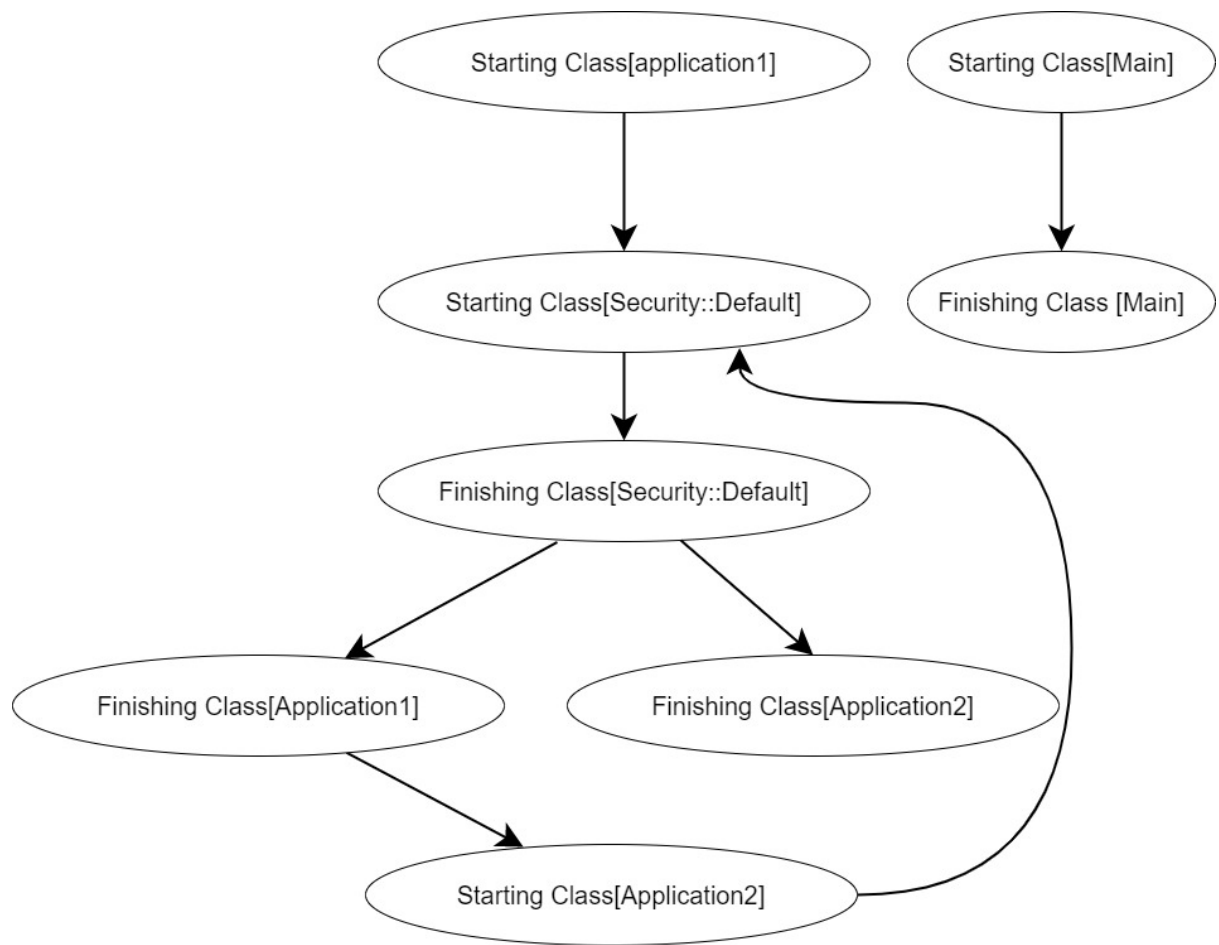 Starting Class[application1]
Starting Class[Main]
Starting Class[Security::Default]
Finishing Class [Main]
Finishing Class[Security::Default]
Finishing Class[Application1]
Finishing Class[Application2]
Starting Class[Application2]